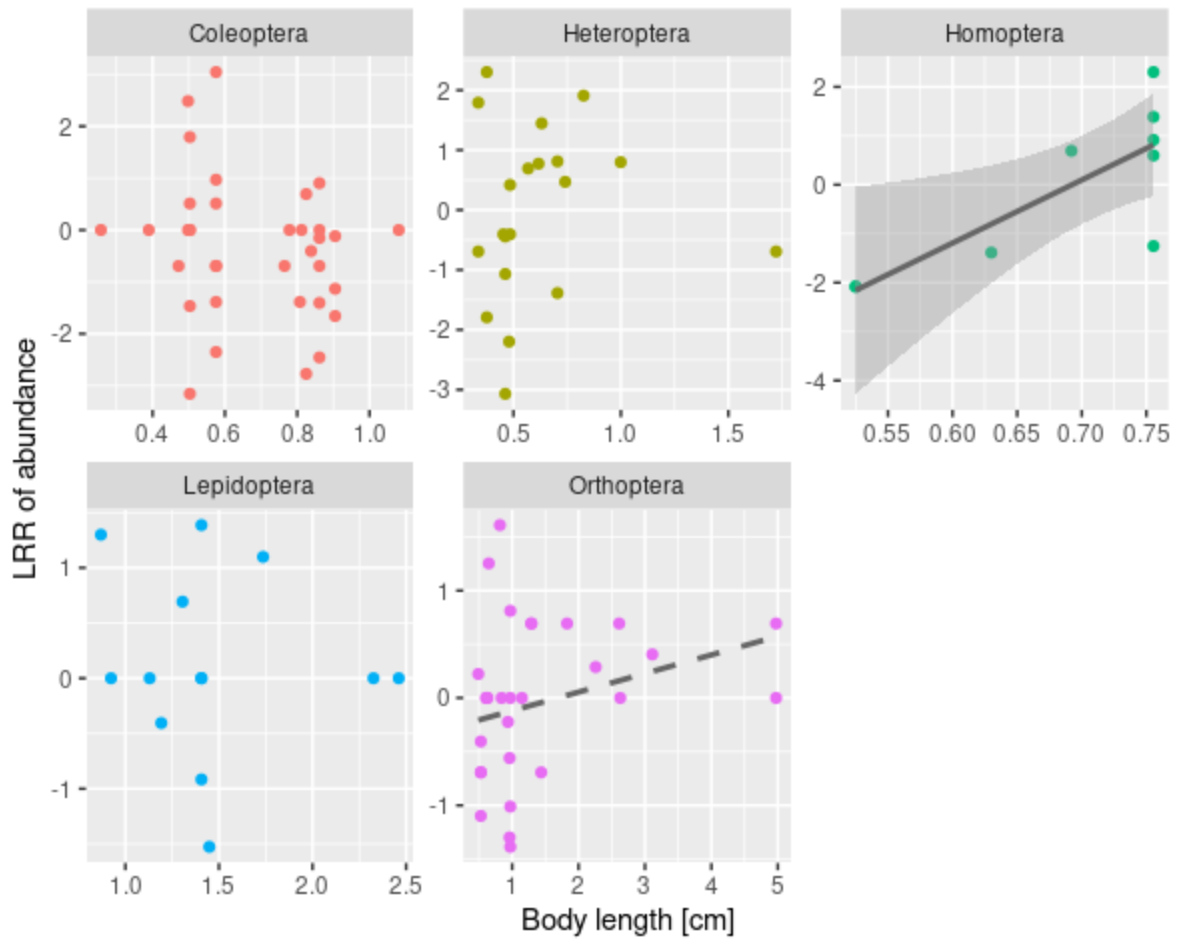 Coleoptera Heteroptera Homoptera
2
0
-2
0.4 0.6 0.8 1.0
2
1
0
-1
-2
-3
0.5 1.0 1.5
2
0
-2
-4
0.55 0.60 0.65 0.70 0.75
LRR of abundance
Lepidoptera Orthoptera
1
0
-1
1.0 1.5 2.0 2.5
1
0
-1
1 2 3 4 5
Body length [cm]